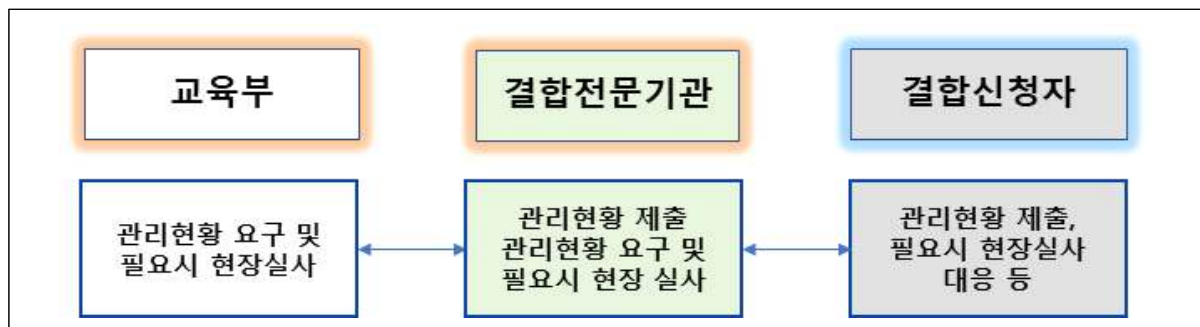 교육부
결합전문기관
결합신청자
관리현황 요구 및
필요시 현장실사
관리현황 제출
관리현황 요구 및
필요시 현장 실사
관리현황 제출,
필요시 현장실사
대응 등